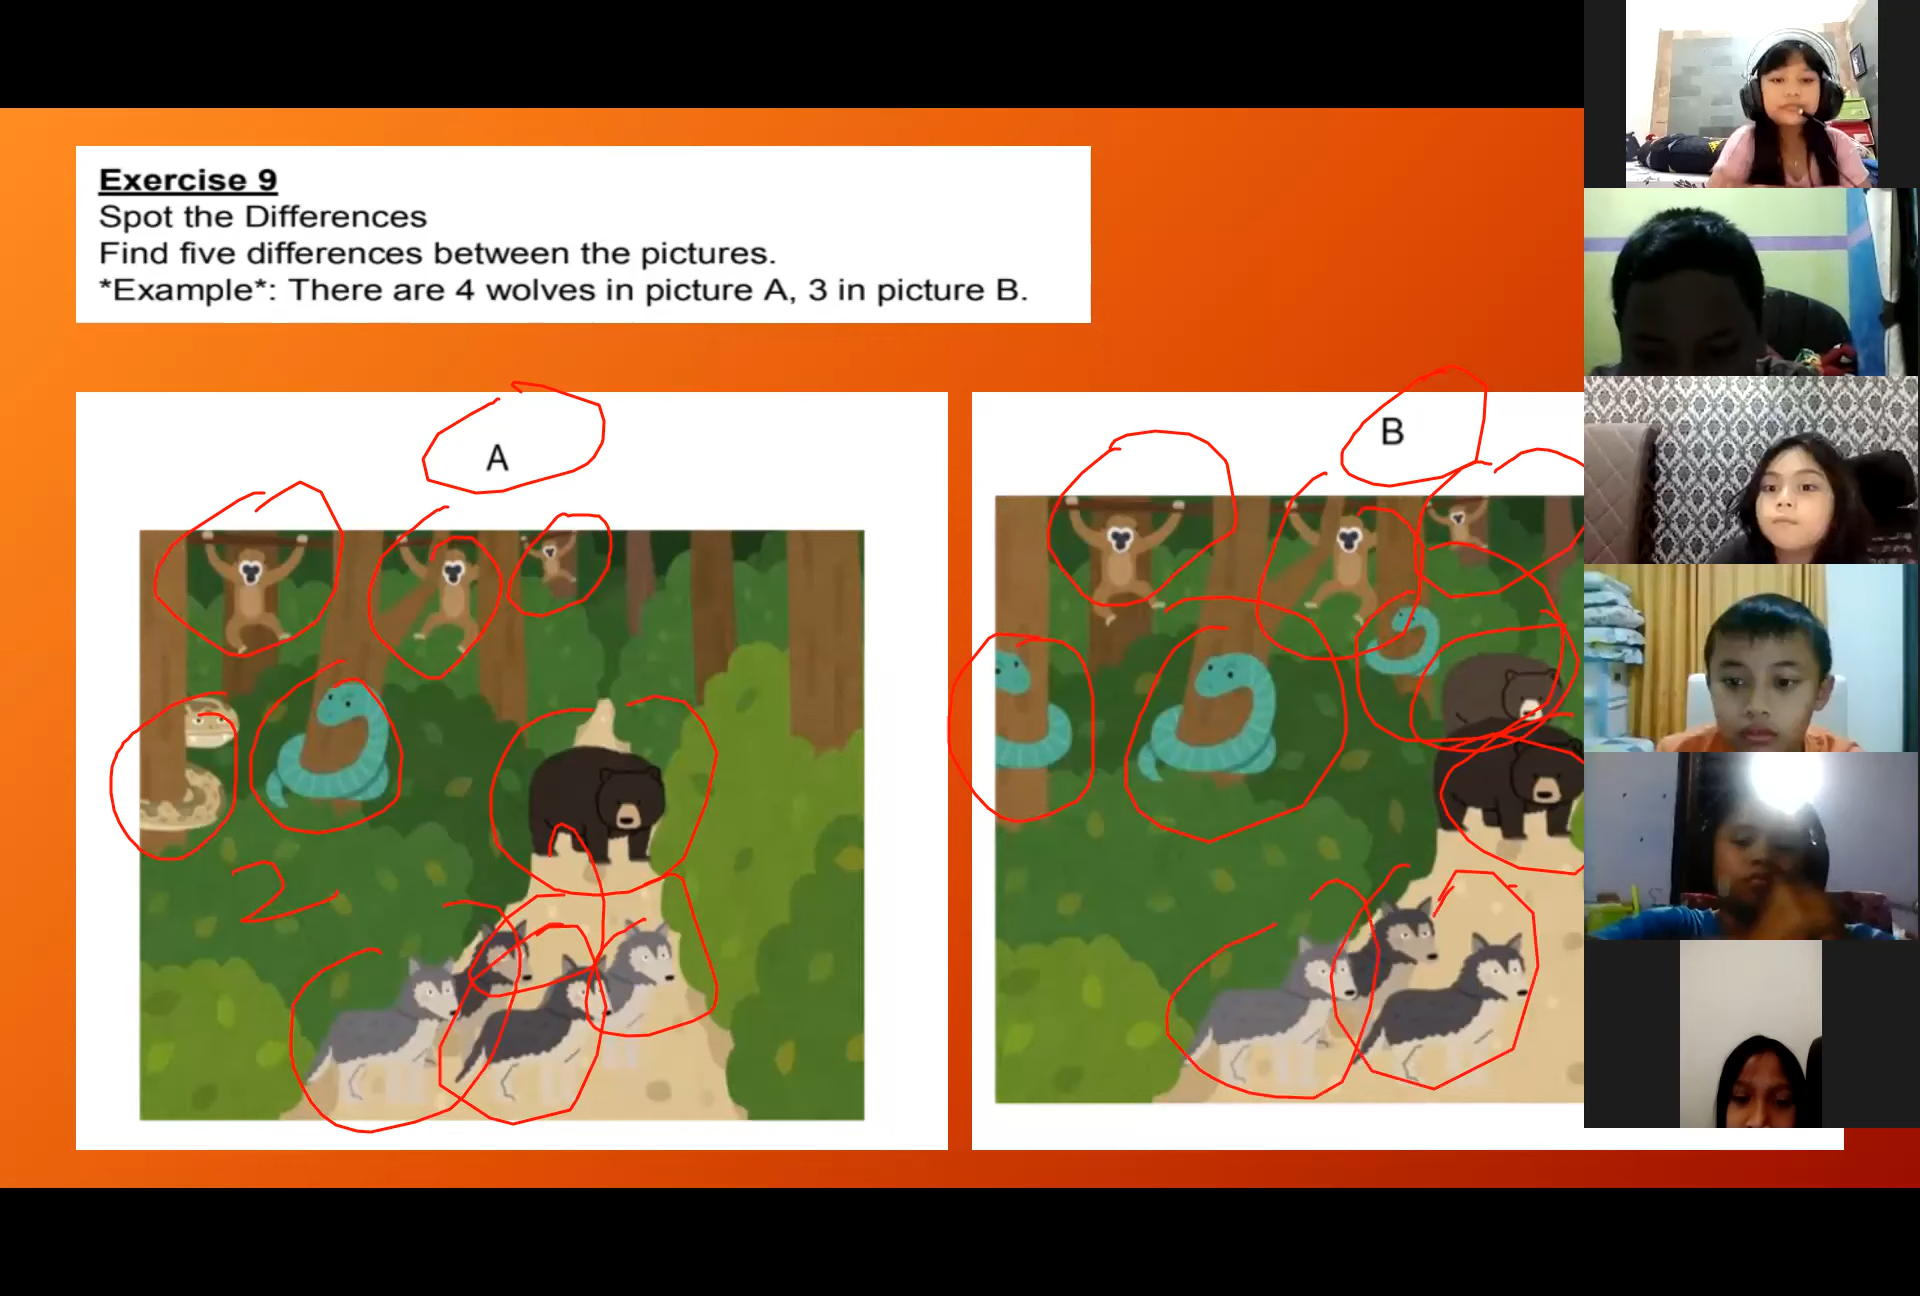 Exercise 9
Spot the Differences
Find five differences between the pictures.
*Example*: There are 4 wolves in picture A, 3 in picture B.
A
B
2